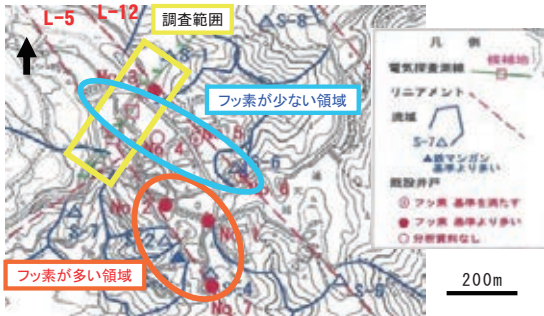 L-5
L-12
調査範囲
S-8
S-1
No. 3
フッ素が少ない領域
No. 4
No. 2
No. 1
S-7
フッ素が多い領域
S-4
No. 7
凡 例
候補地
電気探査測線
リニアメント
流域
S-7△
▲鉄マンガン
基準より多い
既設井戸
◎ フッ素 基準を満たす
● フッ素 基準より多い
○ 分析資料なし
200m